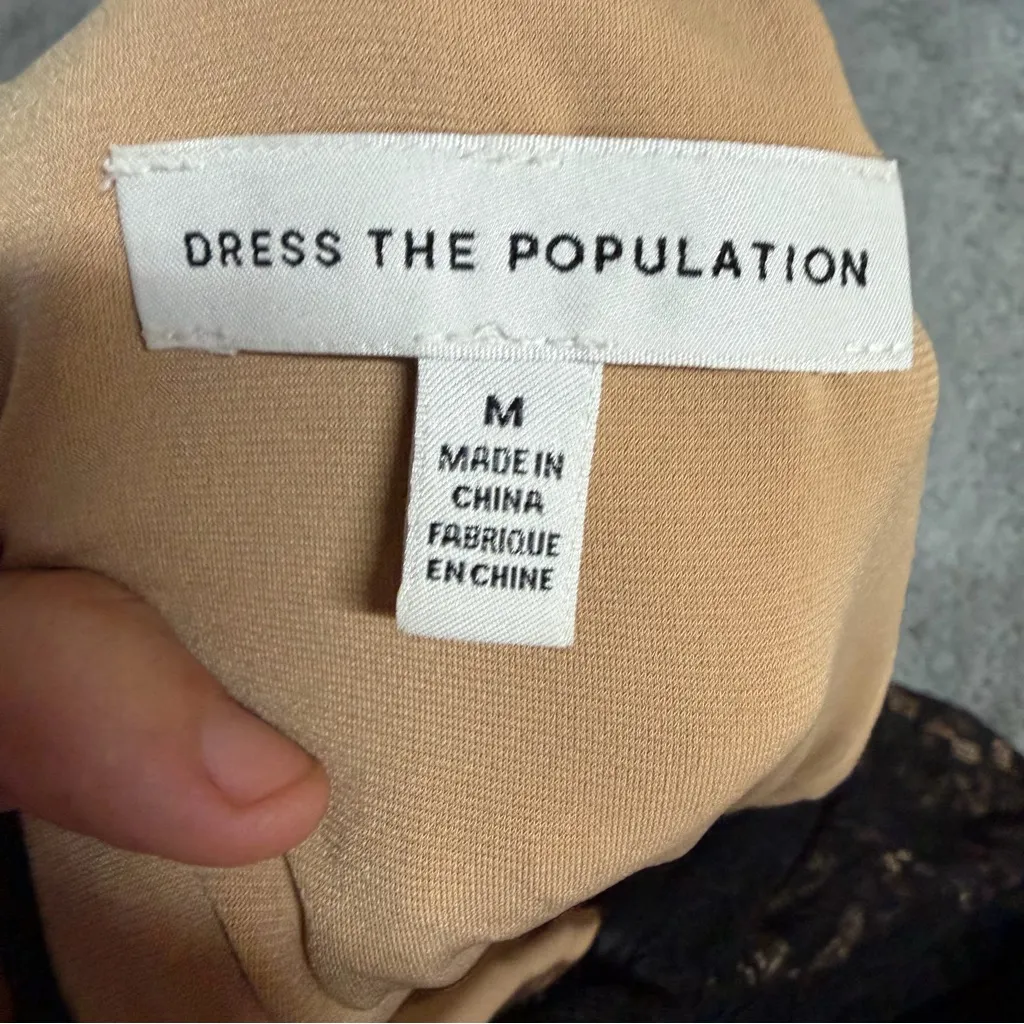 DRESS THE POPULATION
M
MADE IN
CHINA
FABRIQUE
EN CHINE